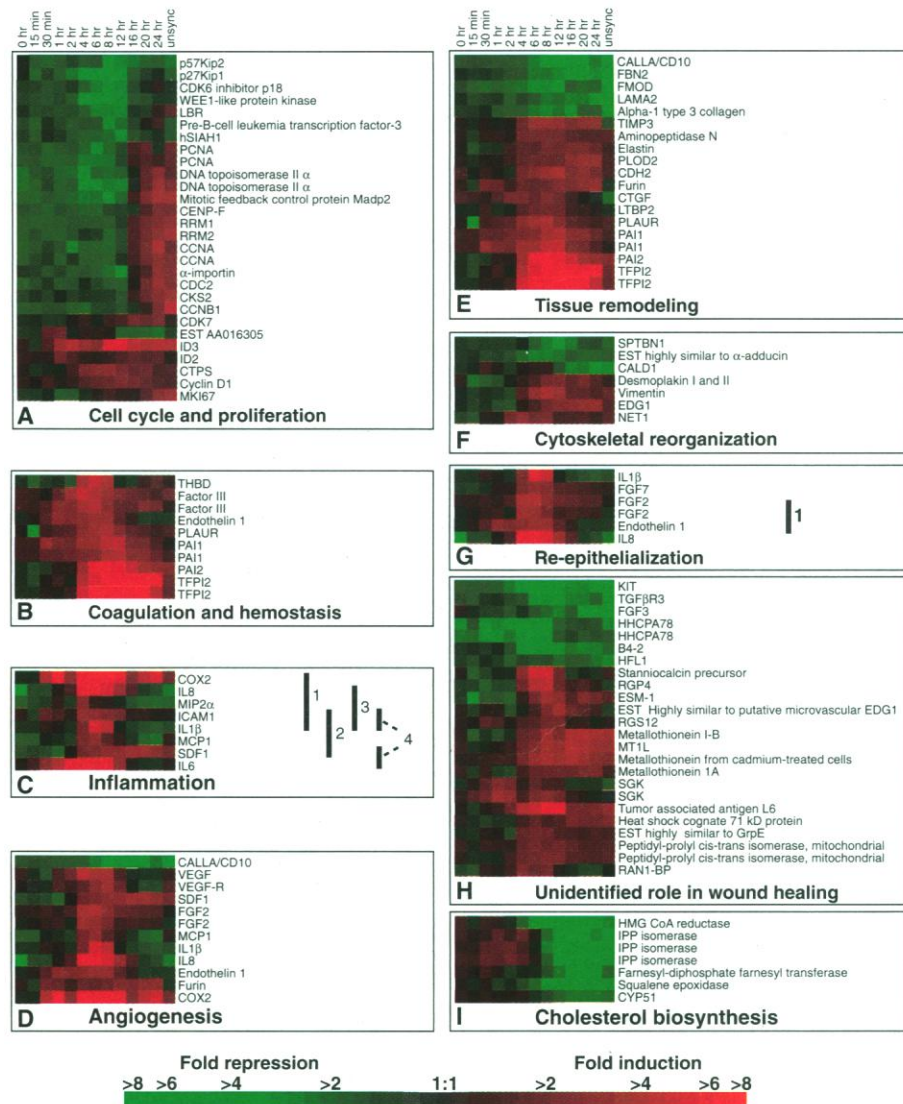 0 hr
15 min
30 min
1 hr
2 hr
4 hr
6 hr
8 hr
12 hr
16 hr
20 hr
24 hr
unsync
p57Kip2
p27Kip1
CDK6 inhibitor p18
WEE1-like protein kinase
LBR
Pre-B-cell leukemia transcription factor-3
hSIAH1
PCNA
PCNA
DNA topoisomerase II α
DNA topoisomerase II α
Mitotic feedback control protein Madp2
CENP-F
RRM1
RRM2
CCNA
CCNA
α-importin
CDC2
CKS2
CCNB1
CDK7
EST AA016305
ID3
ID2
CTPS
Cyclin D1
MKI67
A Cell cycle and proliferation
THBD
Factor III
Factor III
Endothelin 1
PLAUR
PAI1
PAI1
PAI2
TFPI2
TFPI2
B Coagulation and hemostasis
COX2
IL8
MIP2α
ICAM1
IL1β
MCP1
SDF1
IL6
1
2
3
4
C Inflammation
CALLA/CD10
VEGF
VEGF-R
SDF1
FGF2
FGF2
MCP1
IL1β
IL8
Endothelin 1
Furin
COX2
D Angiogenesis
0 hr
15 min
30 min
1 hr
2 hr
4 hr
6 hr
8 hr
12 hr
16 hr
20 hr
24 hr
unsync
CALLA/CD10
FBN2
FMOD
LAMA2
Alpha-1 type 3 collagen
TIMP3
Aminopeptidase N
Elastin
PLOD2
CDH2
Furin
CTGF
LTBP2
PLAUR
PAI1
PAI1
PAI2
TFPI2
TFPI2
E Tissue remodeling
SPTBN1
EST highly similar to α-adducin
CALD1
Desmoplakin I and II
Vimentin
EDG1
NET1
F Cytoskeletal reorganization
IL1β
FGF7
FGF2
FGF2
Endothelin 1
IL8
1
G Re-epithelialization
KIT
TGFβR3
FGF3
HHCPA78
HHCPA78
B4-2
HFL1
Stanniocalcin precursor
RGP4
ESM-1
EST Highly similar to putative microvascular EDG1
RGS12
Metallothionein I-B
MT1L
Metallothionein from cadmium-treated cells
Metallothionein 1A
SGK
SGK
Tumor associated antigen L6
Heat shock cognate 71 kD protein
EST highly similar to GrpE
Peptidyl-prolyl cis-trans isomerase, mitochondrial
Peptidyl-prolyl cis-trans isomerase, mitochondrial
RAN1-BP
H Unidentified role in wound healing
HMG CoA reductase
IPP isomerase
IPP isomerase
IPP isomerase
Farnesyl-diphosphate farnesyl transferase
Squalene epoxidase
CYP51
I Cholesterol biosynthesis
Fold repression Fold induction
>8 >6 >4 >2 1:1 >2 >4 >6 >8